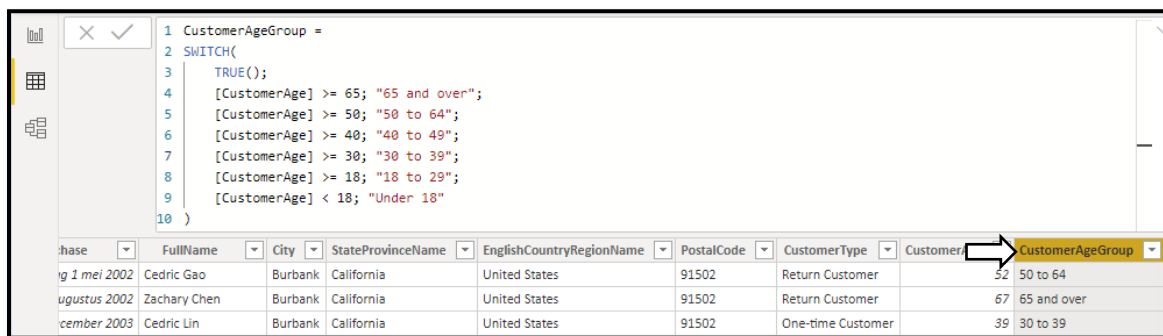 1 CustomerAgeGroup =
2 SWITCH(
3 TRUE();
4 [CustomerAge] >= 65; "65 and over";
5 [CustomerAge] >= 50; "50 to 64";
6 [CustomerAge] >= 40; "40 to 49";
7 [CustomerAge] >= 30; "30 to 39";
8 [CustomerAge] >= 18; "18 to 29";
9 [CustomerAge] < 18; "Under 18"
10 )
FullName City StateProvinceName EnglishCountryRegionName PostalCode CustomerType CustomerAgeGroup
1 mei 2002 Cedric Gao Burbank California United States 91502 Return Customer 52 50 to 64
2002 Zachary Chen Burbank California United States 91502 Return Customer 67 65 and over
2003 Cedric Lin Burbank California United States 91502 One-time Customer 39 30 to 39